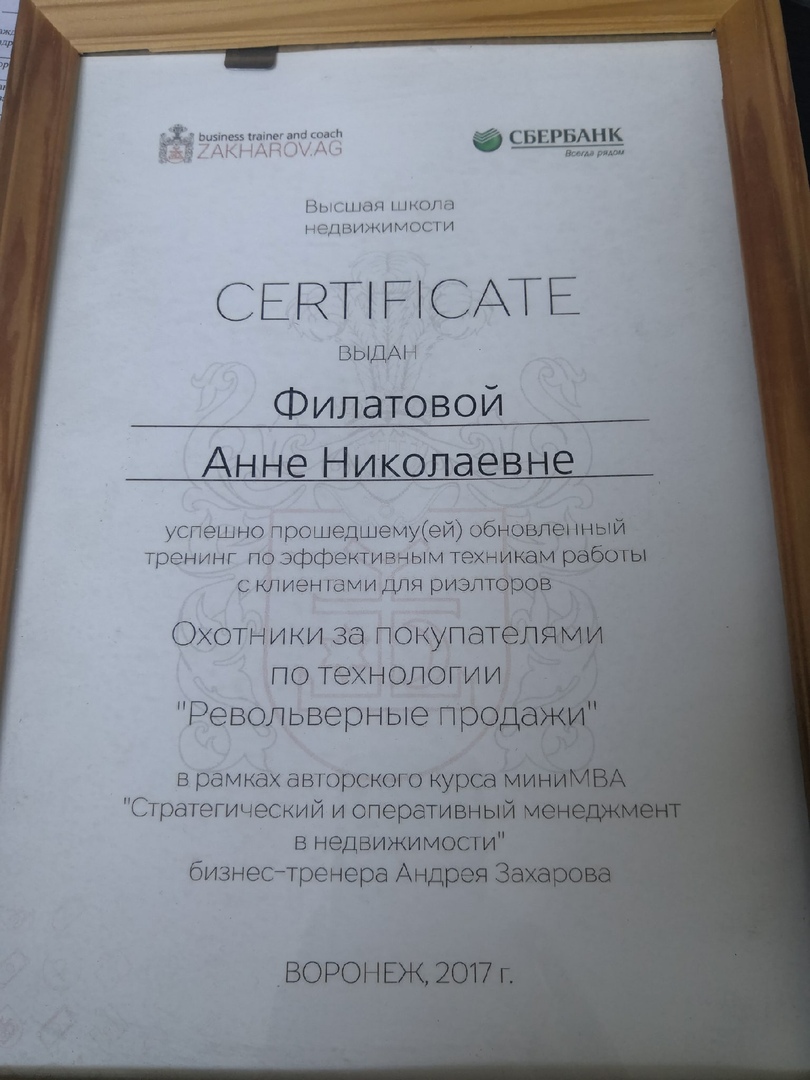 business trainer and coach
ZAKHAROV.AG
СБЕРБАНК
Всегда рядом
Высшая школа
недвижимости
CERTIFICATE
ВЫДАН
Филатовой
Анне Николаевне
успешно прошедшему(ей) обновленный
тренинг по эффективным техникам работы
с клиентами для риэлторов
Охотники за покупателями
по технологии
"Револьверные продажи"
в рамках авторского курса миниМВА
"Стратегический и оперативный менеджмент
в недвижимости"
бизнес-тренера Андрея Захарова
ВОРОНЕЖ, 2017 г.